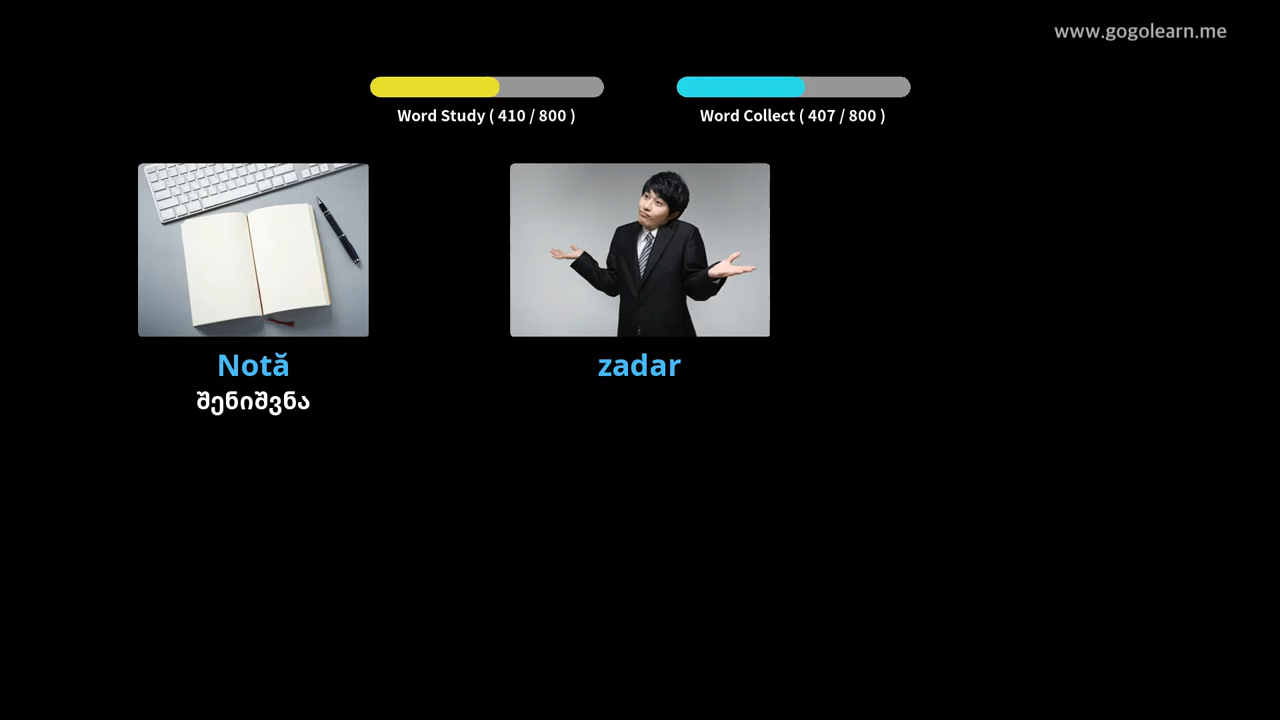 www.gogolearn.me
Word Study ( 410 / 800 )
Word Collect ( 407 / 800 )
Notă
შენიშვნა
zadar